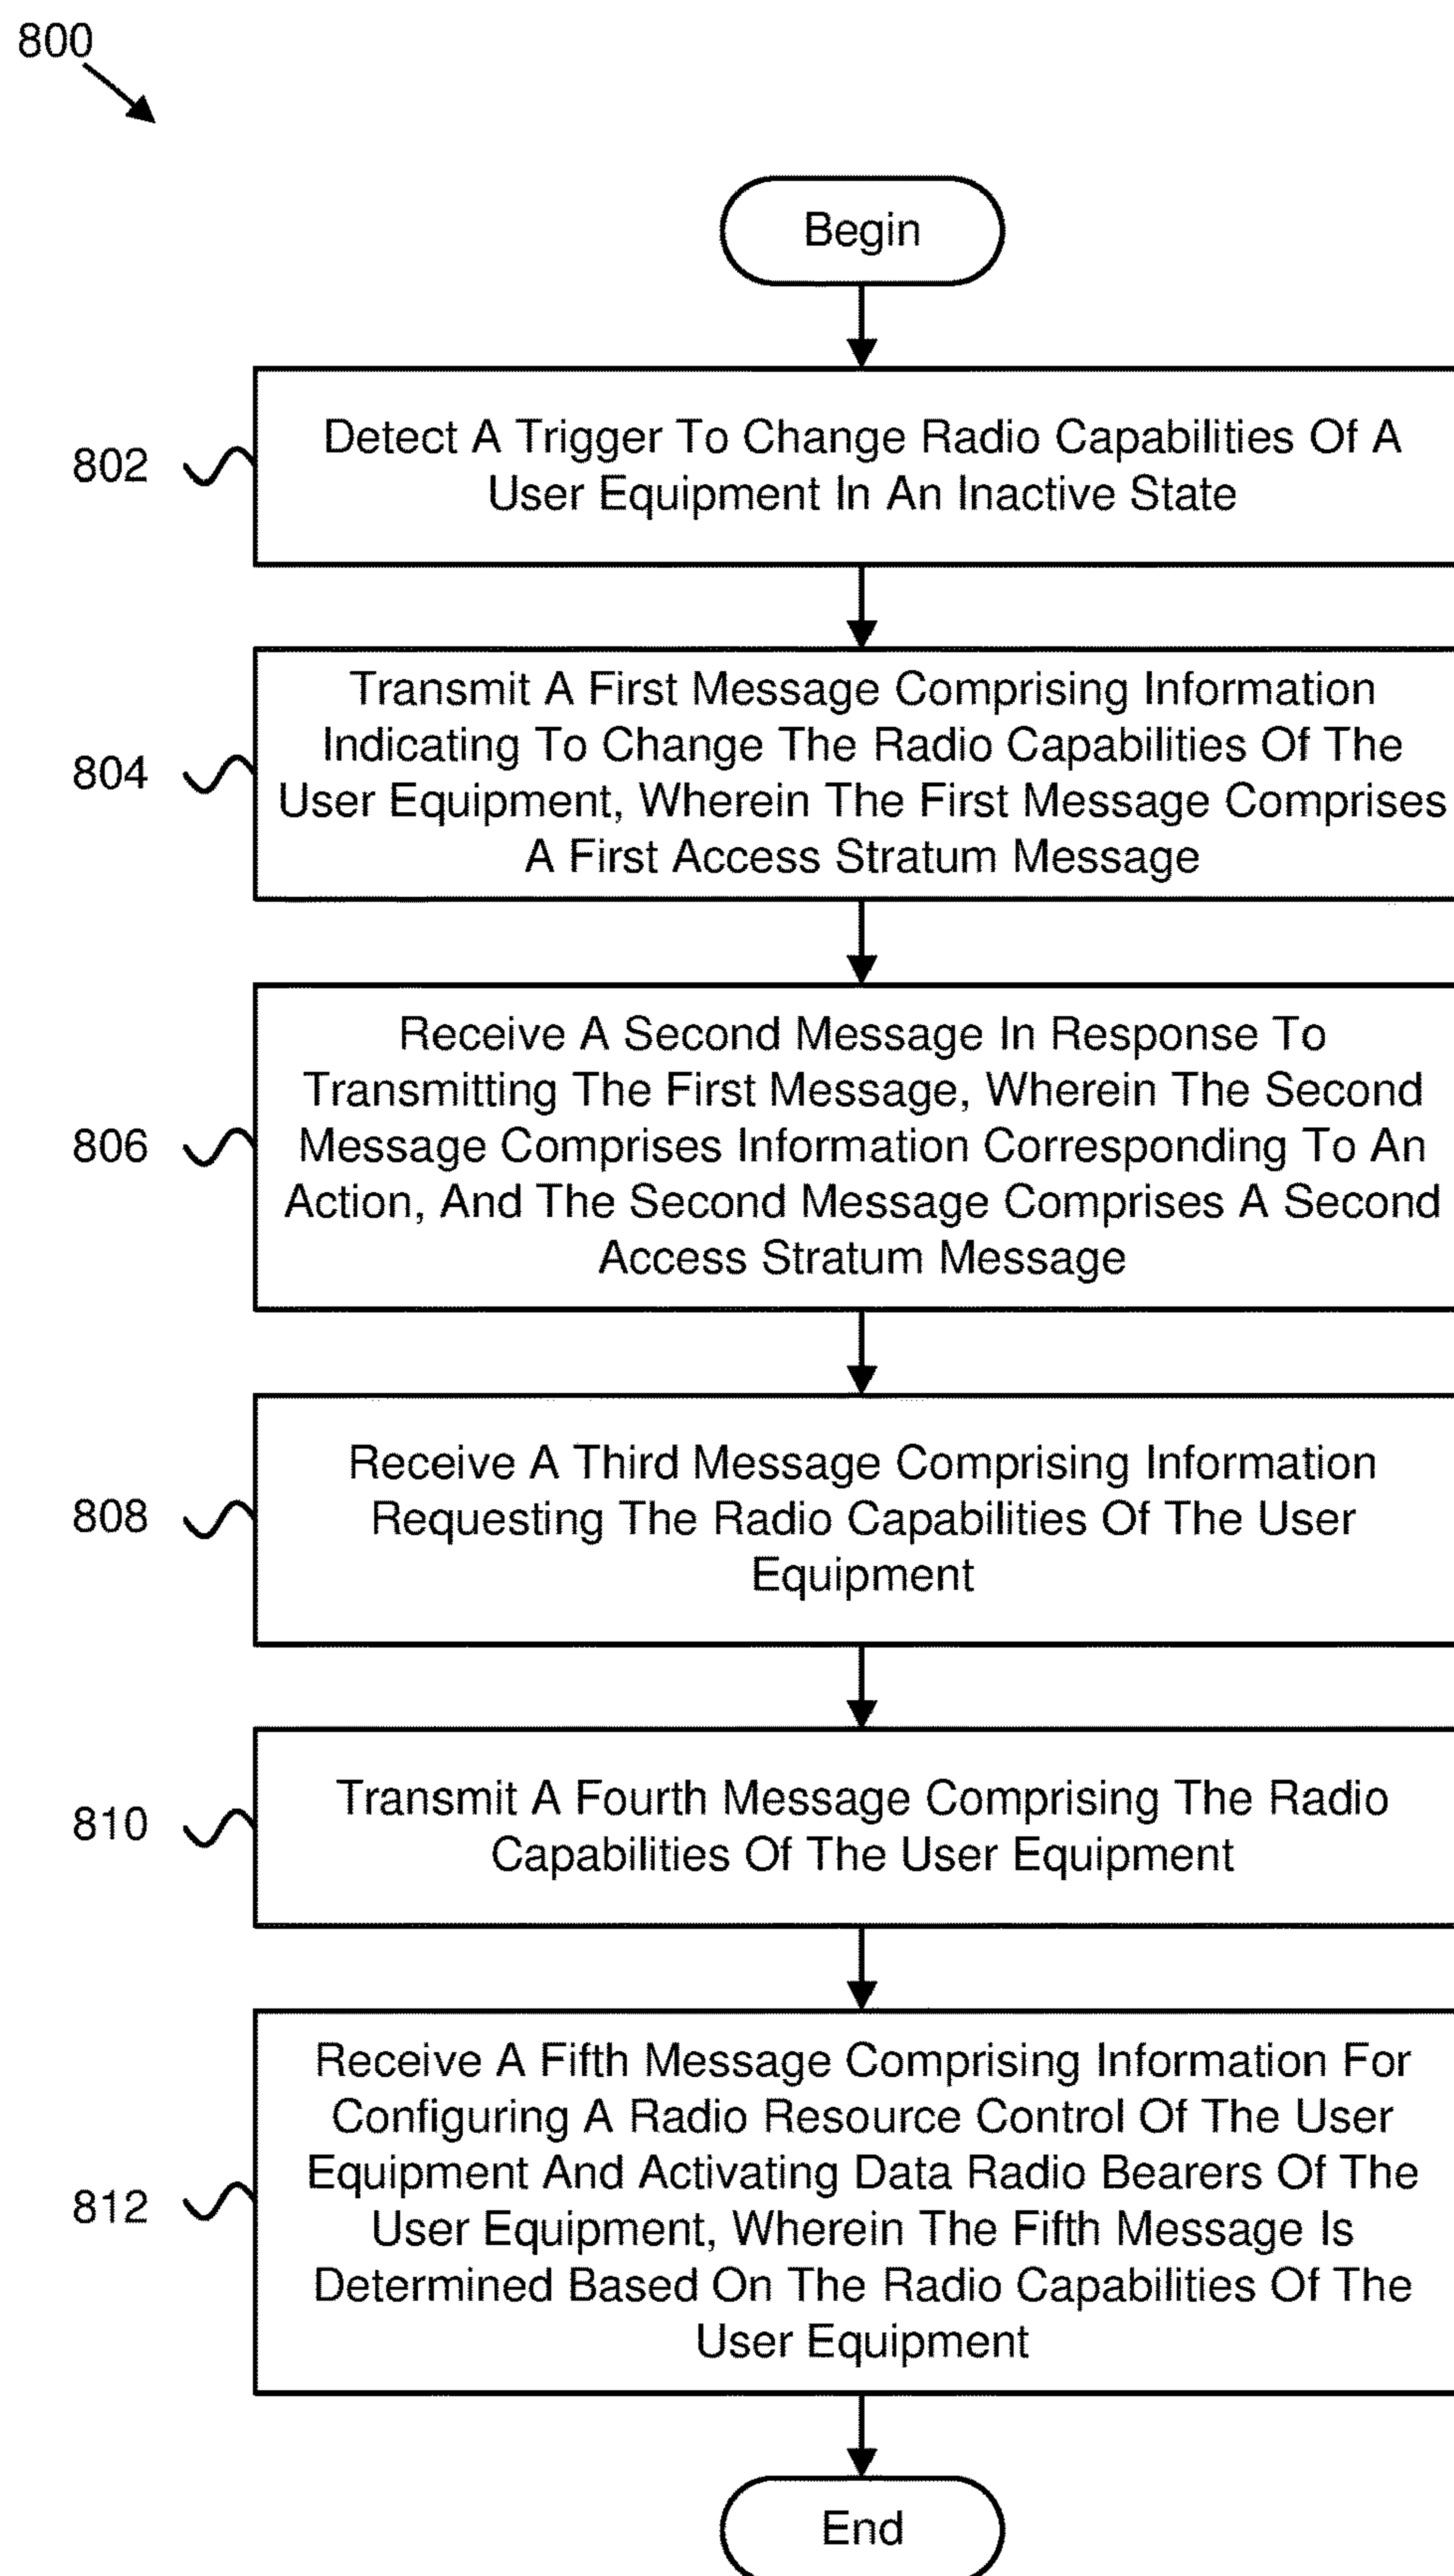 800
Begin
802
Detect A Trigger To Change Radio Capabilities Of A
User Equipment In An Inactive State
804
Transmit A First Message Comprising Information
Indicating To Change The Radio Capabilities Of The
User Equipment, Wherein The First Message Comprises
A First Access Stratum Message
806
Receive A Second Message In Response To
Transmitting The First Message, Wherein The Second
Message Comprises Information Corresponding To An
Action, And The Second Message Comprises A Second
Access Stratum Message
808
Receive A Third Message Comprising Information
Requesting The Radio Capabilities Of The User
Equipment
810
Transmit A Fourth Message Comprising The Radio
Capabilities Of The User Equipment
812
Receive A Fifth Message Comprising Information For
Configuring A Radio Resource Control Of The User
Equipment And Activating Data Radio Bearers Of The
User Equipment, Wherein The Fifth Message Is
Determined Based On The Radio Capabilities Of The
User Equipment
End